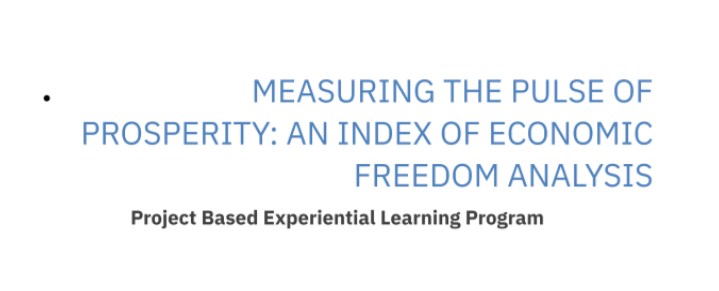 • MEASURING THE PULSE OF
PROSPERITY: AN INDEX OF ECONOMIC
FREEDOM ANALYSIS
Project Based Experiential Learning Program